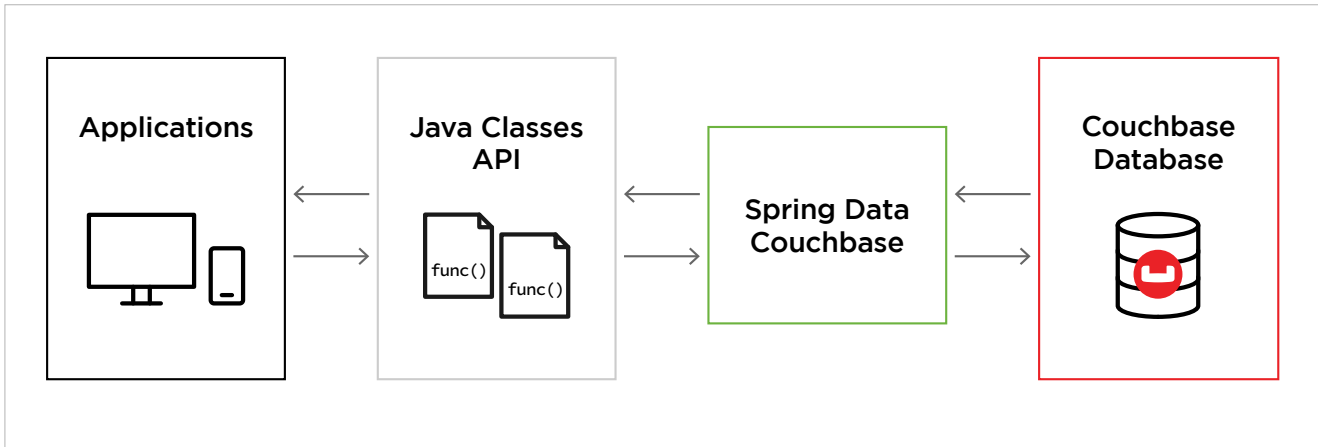 Applications
Java Classes
API
func()
func()
Spring Data
Couchbase
Couchbase
Database